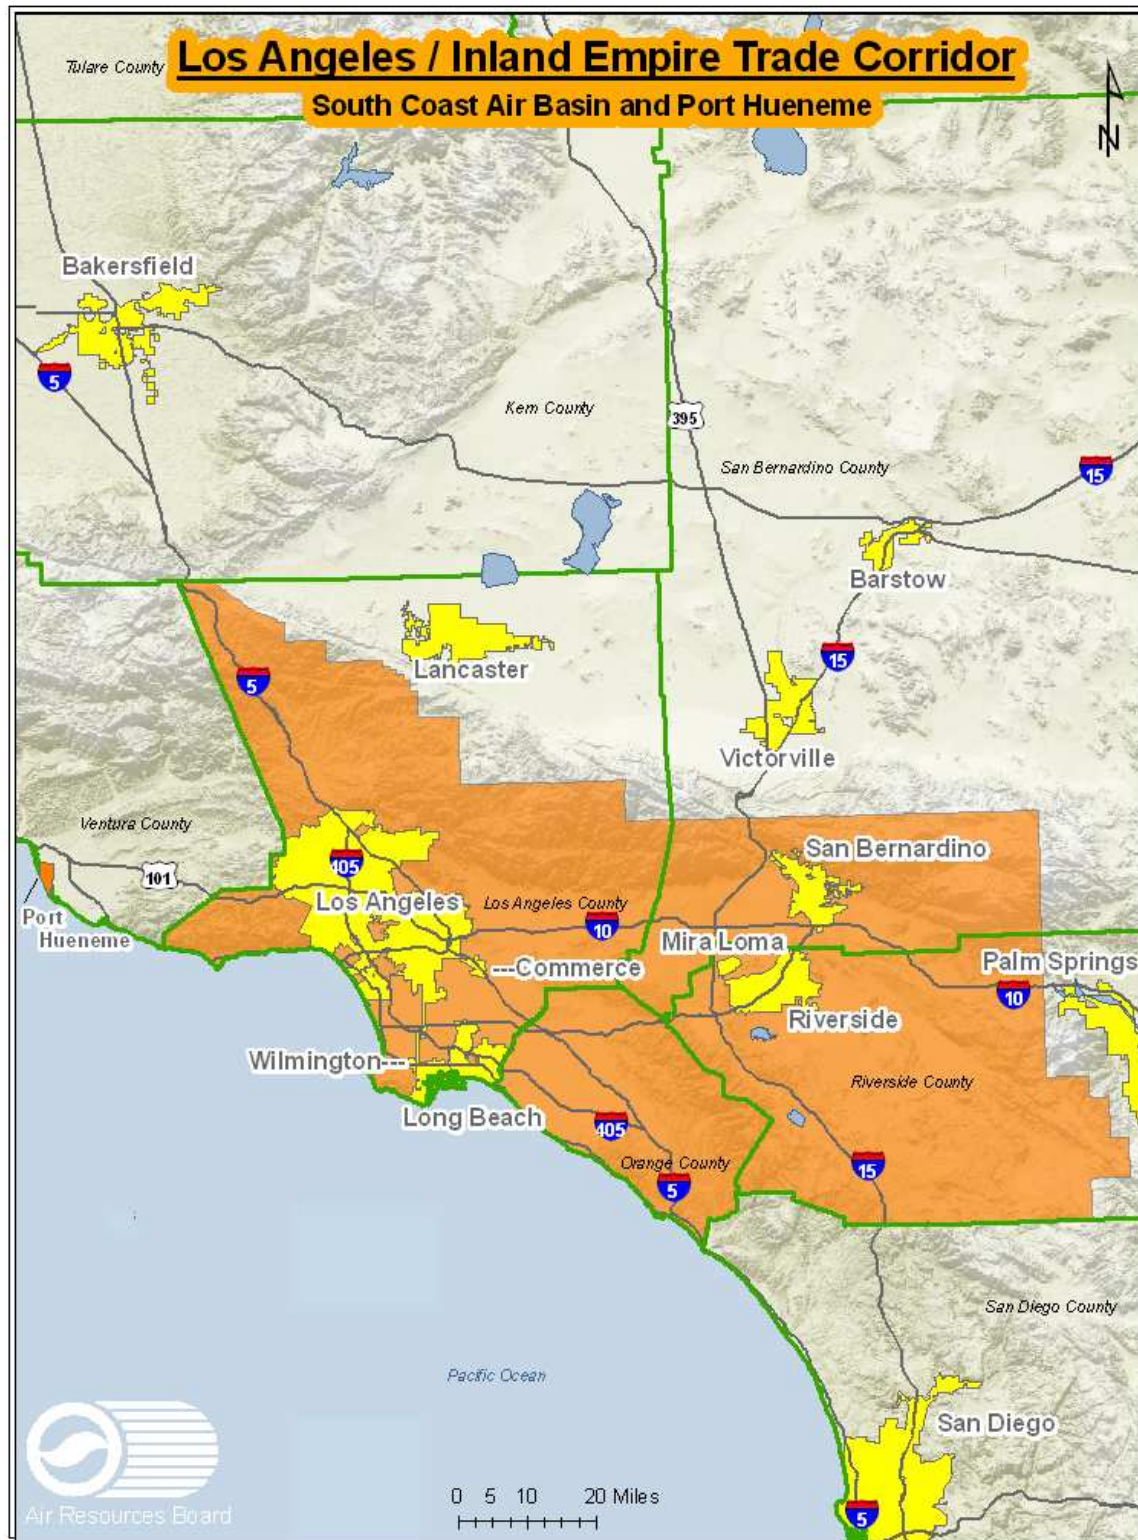 Los Angeles / Inland Empire Trade Corridor
South Coast Air Basin and Port Hueneme
Tulare County
N
Bakersfield
5
Kern County
395
San Bernardino County
15
Barstow
Lancaster
15
5
Victorville
Ventura County
San Bernardino
405
101
Los Angeles
Los Angeles County
10
Port
Hueneme
Mira Loma
Palm Springs
---Commerce
10
Riverside
Wilmington---
Riverside County
Long Beach
405
Orange County
15
5
San Diego County
Pacific Ocean
San Diego
Air Resources Board
0 5 10 20 Miles
5